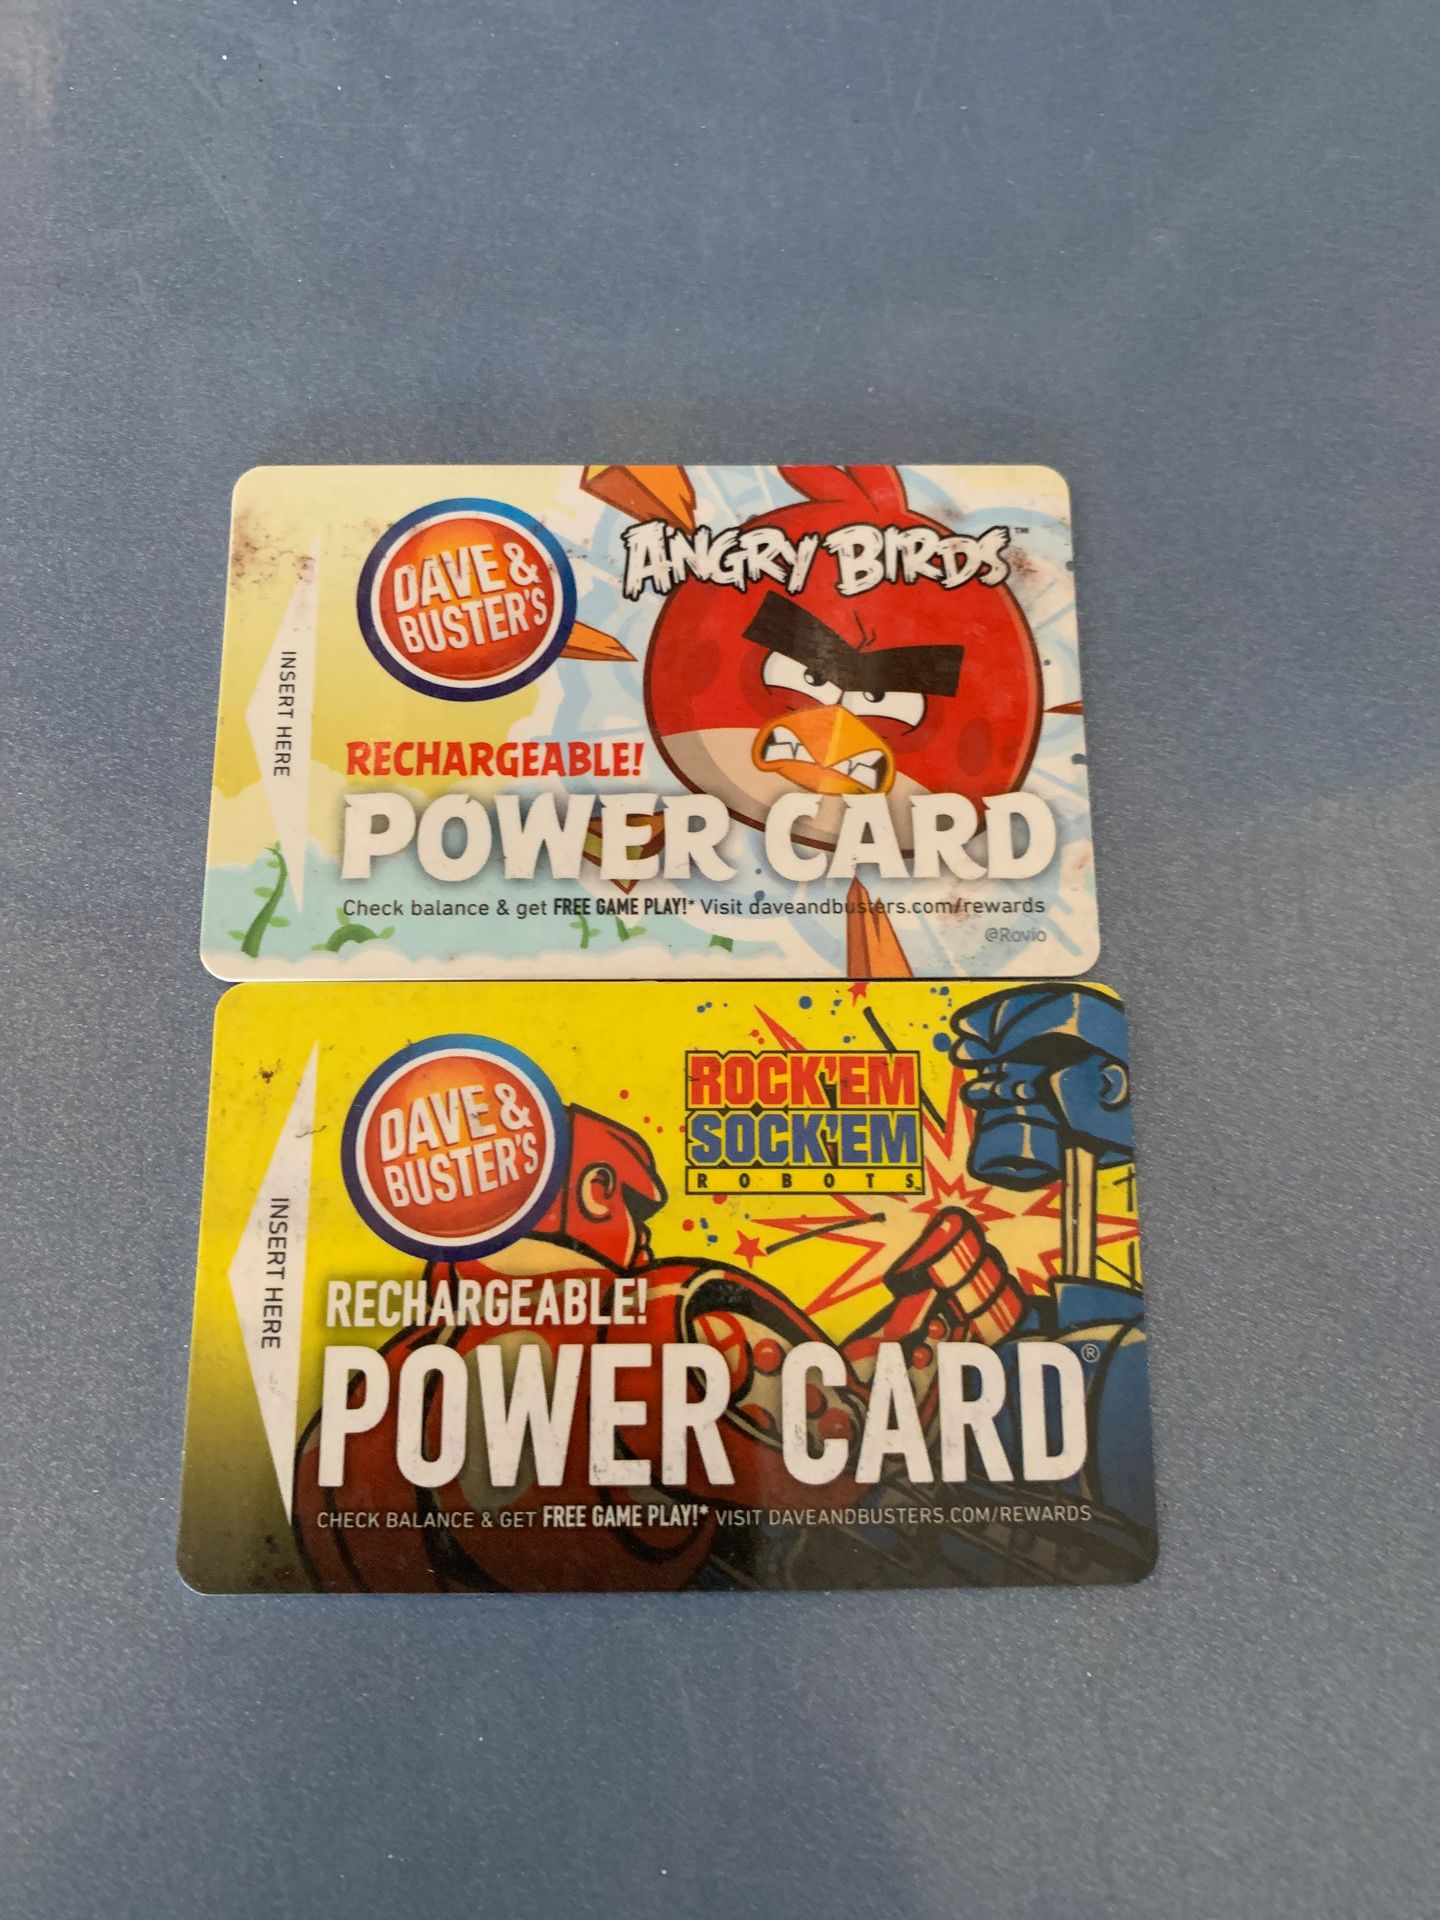 DAVE &
BUSTER'S
ANGRY BIRDS™
INSERT HERE
RECHARGEABLE!
POWER CARD
Check balance & get FREE GAME PLAY!* Visit daveandbusters.com/rewards
@Rovio
DAVE &
BUSTER'S
ROCK'EM
SOCK'EM
ROBOTS™
INSERT HERE
RECHARGEABLE!
POWER CARD®
CHECK BALANCE & GET FREE GAME PLAY!* VISIT DAVEANDBUSTERS.COM/REWARDS